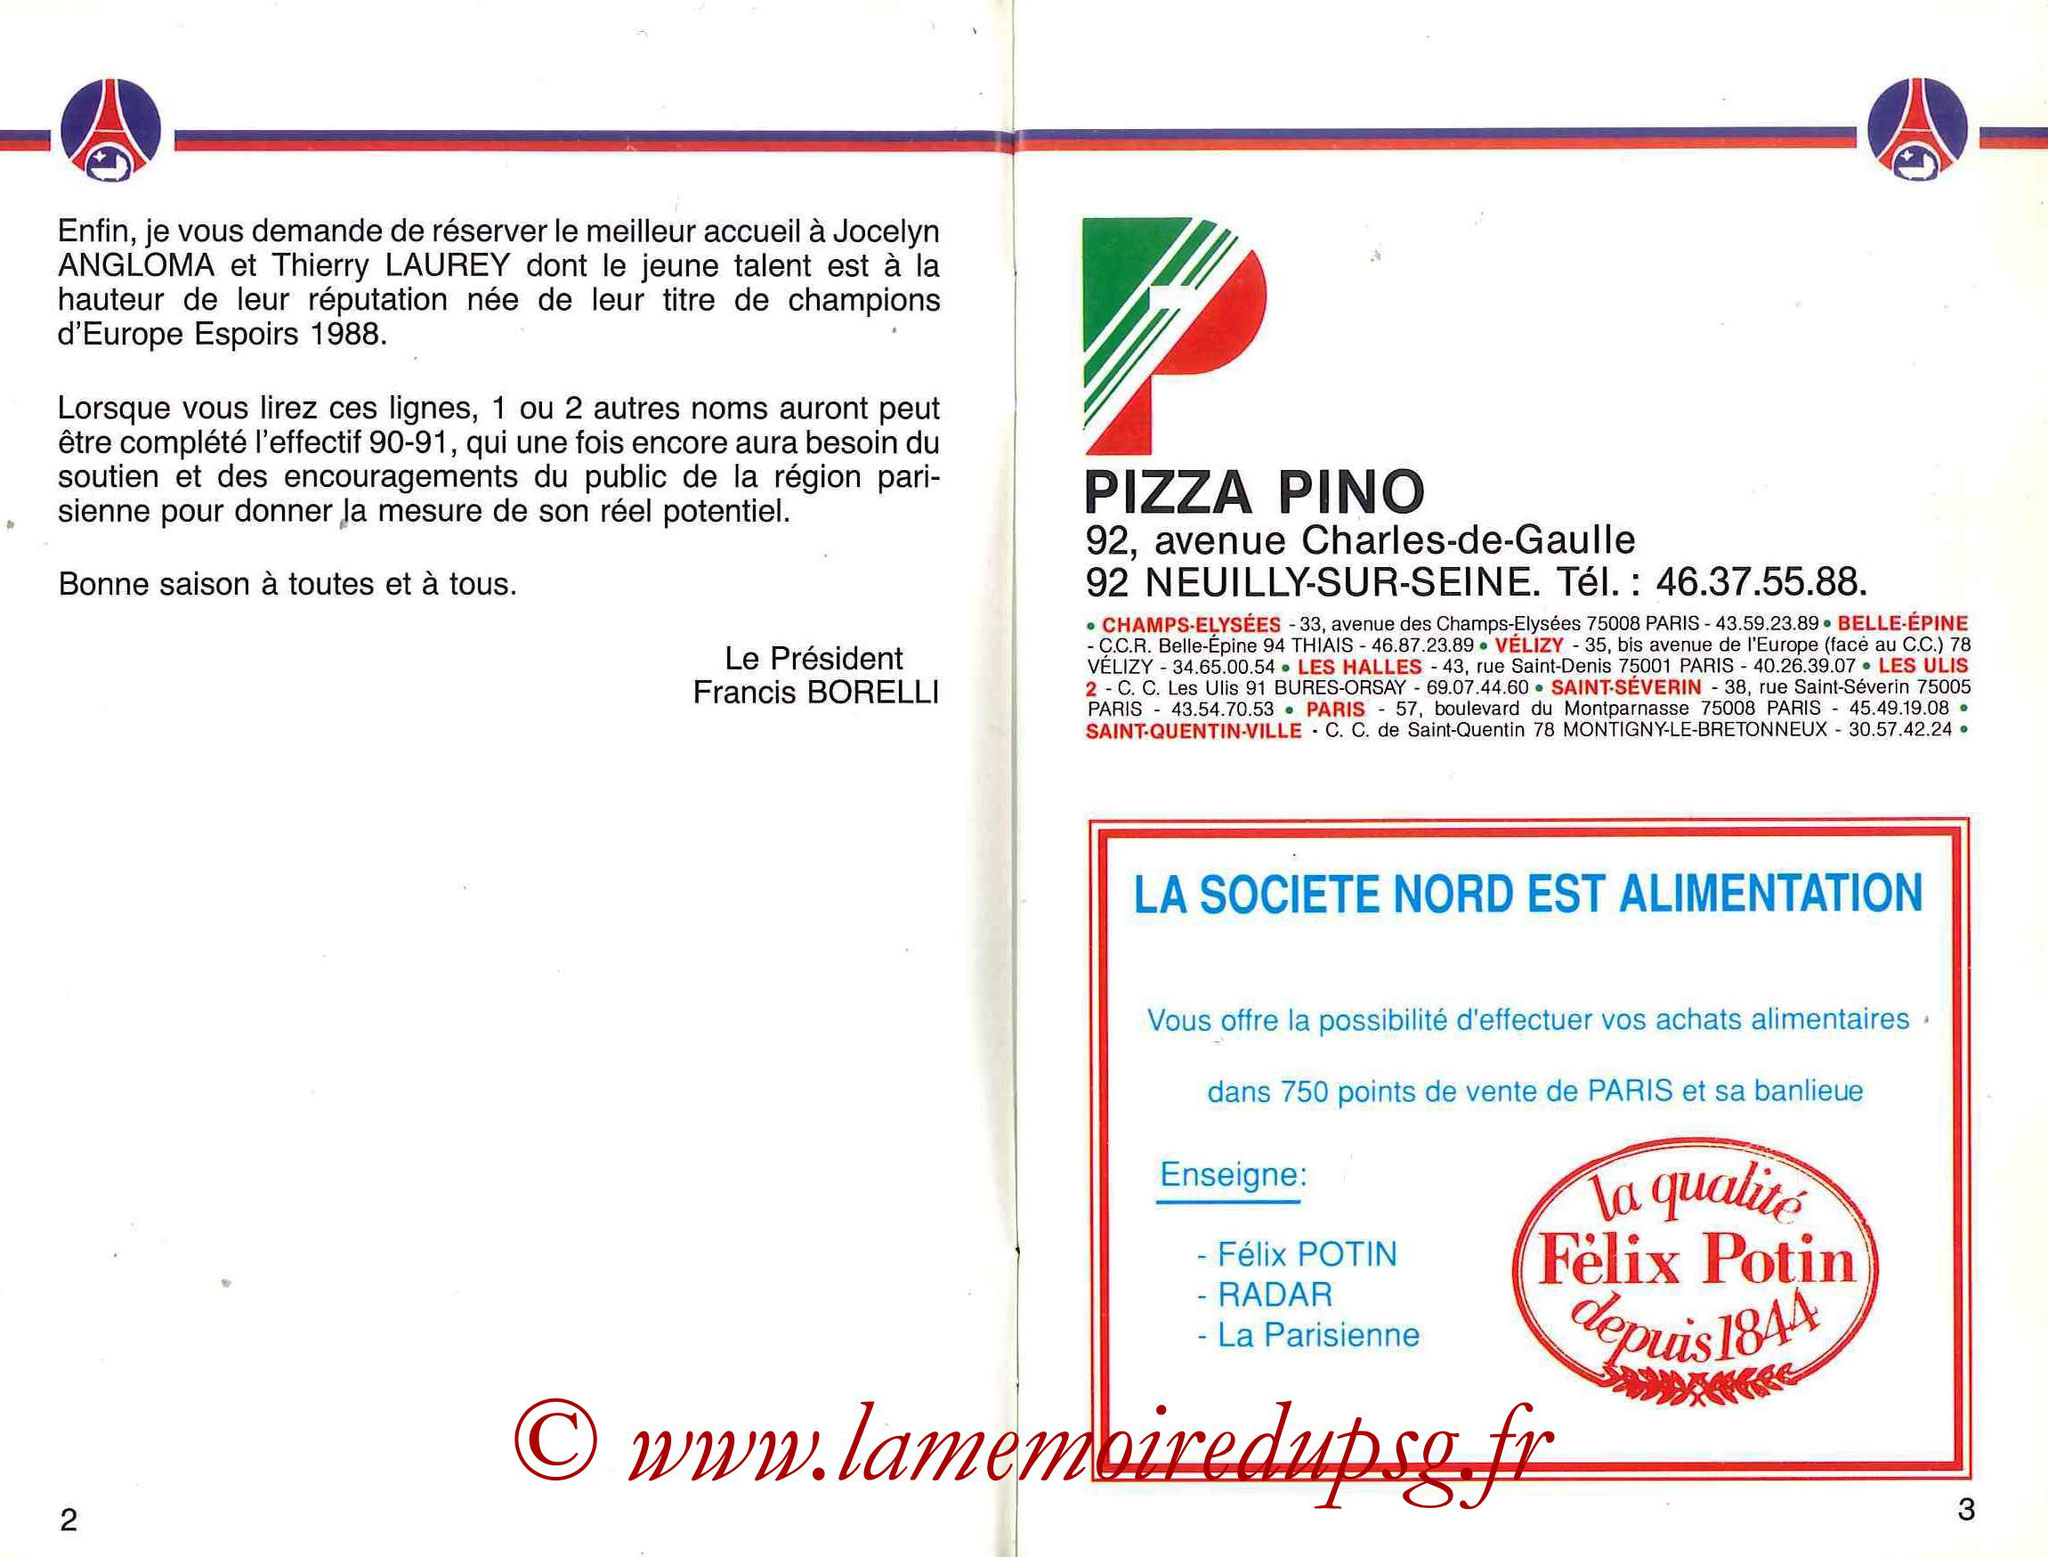 Enfin, je vous demande de réserver le meilleur accueil à Jocelyn
ANGLOMA et Thierry LAUREY dont le jeune talent est à la
hauteur de leur réputation née de leur titre de champions
d'Europe Espoirs 1988.
Lorsque vous lirez ces lignes, 1 ou 2 autres noms auront peut
être complété l'effectif 90-91, qui une fois encore aura besoin du
soutien et des encouragements du public de la région pari-
sienne pour donner la mesure de son réel potentiel.
Bonne saison à toutes et à tous.
Le Président
Francis BORELLI
2
PIZZA PINO
92, avenue Charles-de-Gaulle
92 NEUILLY-SUR-SEINE. Tél. : 46.37.55.88.
• CHAMPS-ELYSÉES - 33, avenue des Champs-Elysées 75008 PARIS - 43.59.23.89 • BELLE-ÉPINE
- C.C.R. Belle-Épine 94 THIAIS - 46.87.23.89 • VÉLIZY - 35, bis avenue de l'Europe (face au C.C.) 78
VÉLIZY - 34.65.00.54 • LES HALLES - 43, rue Saint-Denis 75001 PARIS - 40.26.39.07 • LES ULIS
2 - C. C. Les Ulis 91 BURES-ORSAY - 69.07.44.60 • SAINT-SÉVERIN - 38, rue Saint-Séverin 75005
PARIS - 43.54.70.53 • PARIS - 57, boulevard du Montparnasse 75008 PARIS - 45.49.19.08 •
SAINT-QUENTIN-VILLE - C. C. de Saint-Quentin 78 MONTIGNY-LE-BRETONNEUX - 30.57.42.24 •
LA SOCIETE NORD EST ALIMENTATION
Vous offre la possibilité d'effectuer vos achats alimentaires
dans 750 points de vente de PARIS et sa banlieue
Enseigne:
- Félix POTIN
- RADAR
- La Parisienne
la qualité
Félix Potin
depuis 1844
© www.lamemoiredupsg.fr
3